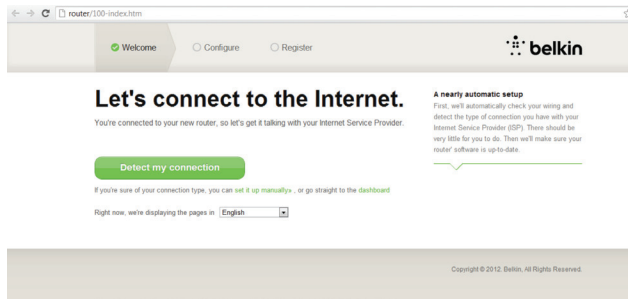 router/100-index.htm
Welcome
Configure
Register
belkin
Let's connect to the Internet.
You're connected to your new router, so let's get it talking with your Internet Service Provider.
Detect my connection
If you're sure of your connection type, you can set it up manually» , or go straight to the dashboard
Right now, we're displaying the pages in English
A nearly automatic setup
First, we'll automatically check your wiring and
detect the type of connection you have with your
Internet Service Provider (ISP). There should be
very little for you to do. Then we'll make sure your
router' software is up-to-date.
Copyright © 2012. Belkin. All Rights Reserved.